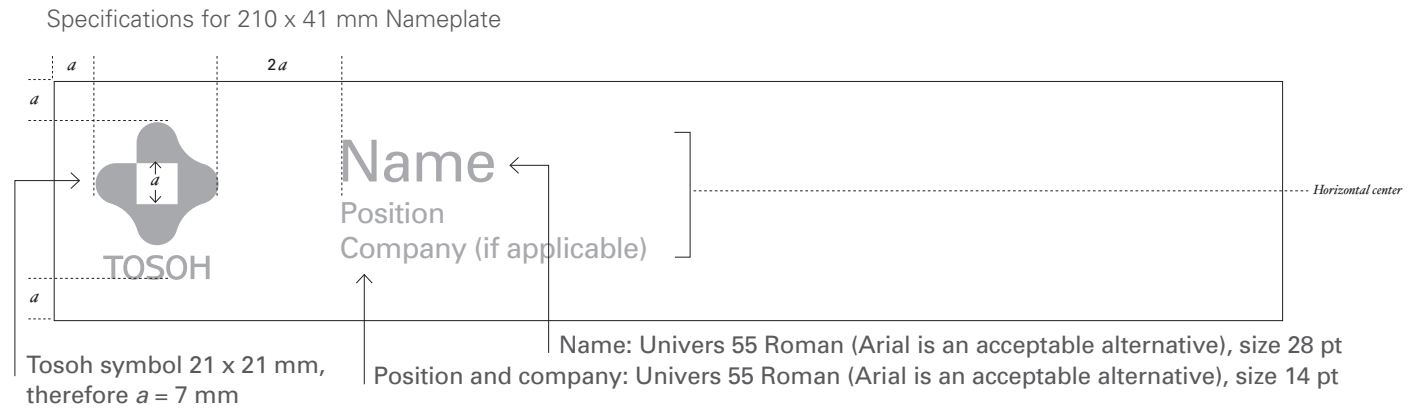 Specifications for 210 x 41 mm Nameplate
a
2a
a
a
Name
Position
Company (if applicable)
TOSOH
Horizontal center
a
Name: Univers 55 Roman (Arial is an acceptable alternative), size 28 pt
Tosoh symbol 21 x 21 mm,
therefore a = 7 mm
Position and company: Univers 55 Roman (Arial is an acceptable alternative), size 14 pt